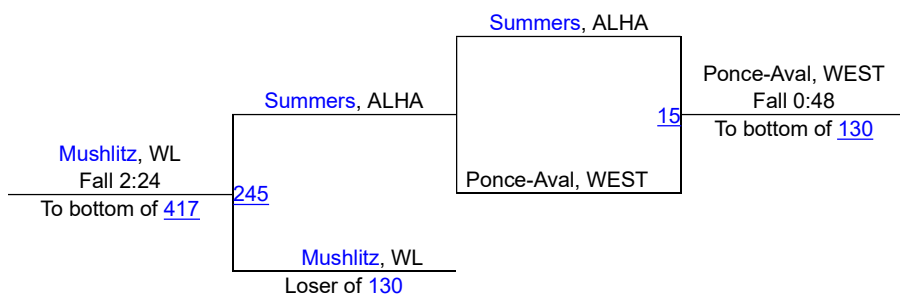 Summers, ALHA
Ponce-Aval, WEST
Fall 0:48
Summers, ALHA
15
To bottom of 130
Mushlitz, WL
Fall 2:24
Ponce-Aval, WEST
245
To bottom of 417
Mushlitz, WL
Loser of 130